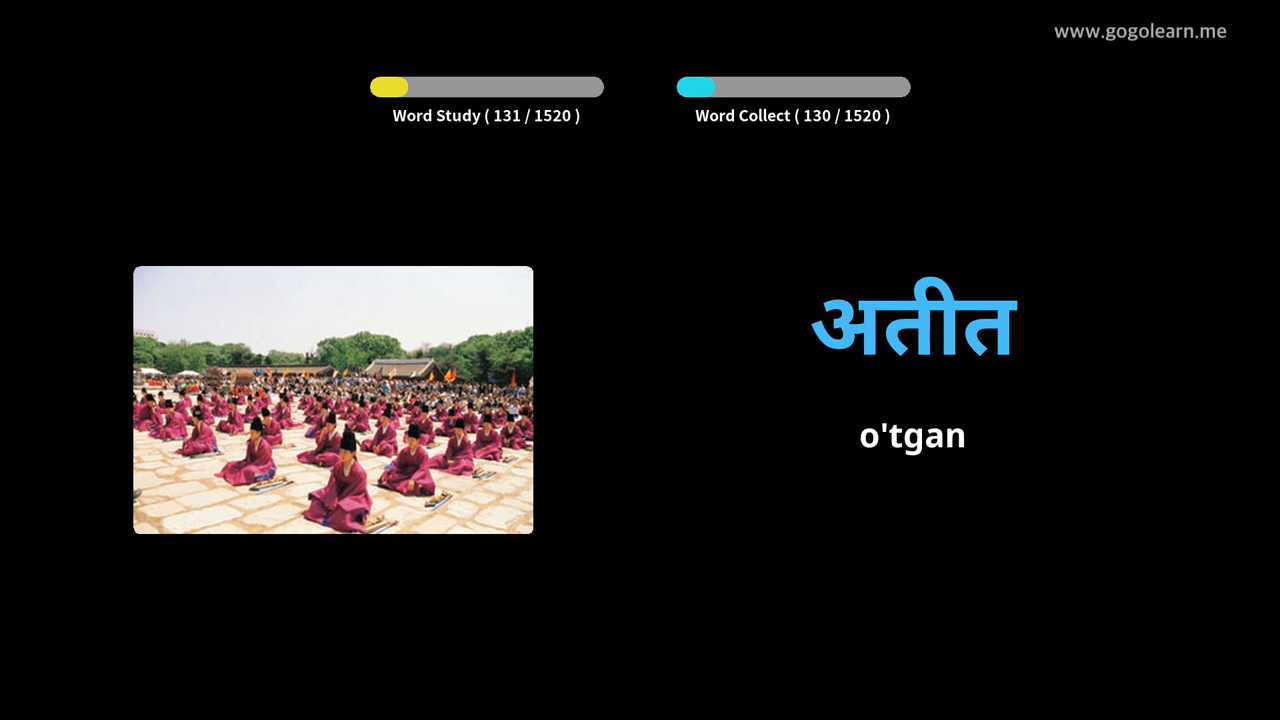 www.gogolearn.me
Word Study ( 131 / 1520 )
Word Collect ( 130 / 1520 )
अतीत
o'tgan